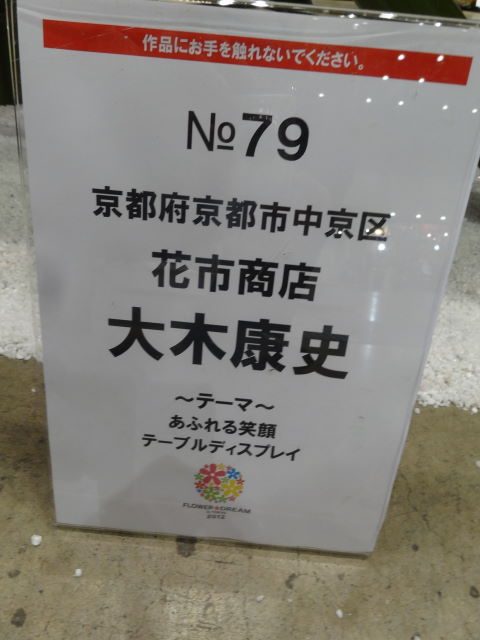 作品にお手を触れないでください。
№79
京都府京都市中京区
花市商店
大木康史
～テーマ～
あふれる笑顔
テーブルディスプレイ
FLOWER DREAM
2012